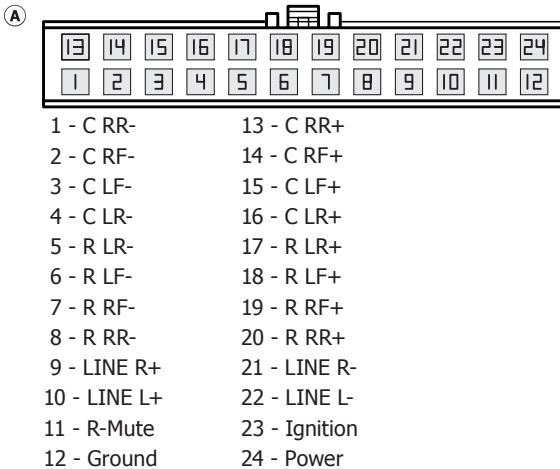 A
13 14 15 16 17 18 19 20 21 22 23 24
1 2 3 4 5 6 7 8 9 10 11 12
1 - C RR- 13 - C RR+
2 - C RF- 14 - C RF+
3 - C LF- 15 - C LF+
4 - C LR- 16 - C LR+
5 - R LR- 17 - R LR+
6 - R LF- 18 - R LF+
7 - R RF- 19 - R RF+
8 - R RR- 20 - R RR+
9 - LINE R+ 21 - LINE R-
10 - LINE L+ 22 - LINE L-
11 - R-Mute 23 - Ignition
12 - Ground 24 - Power